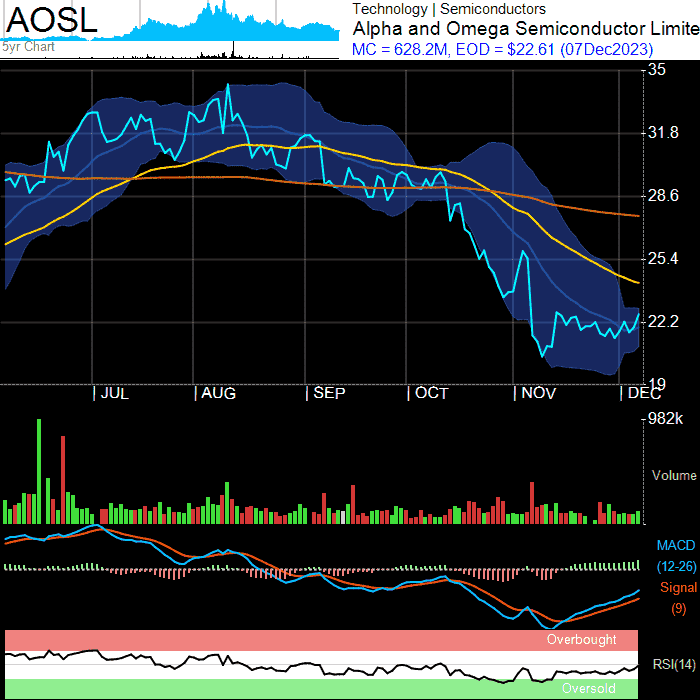 AOSL
5yr Chart
Technology | Semiconductors
Alpha and Omega Semiconductor Limite
MC = 628.2M, EOD = $22.61 (07Dec2023)
35
31.8
28.6
25.4
22.2
19
| JUL | AUG | SEP | OCT | NOV | DEC
982k
Volume
MACD
(12-26)
Signal
(9)
Overbought
RSI(14)
Oversold